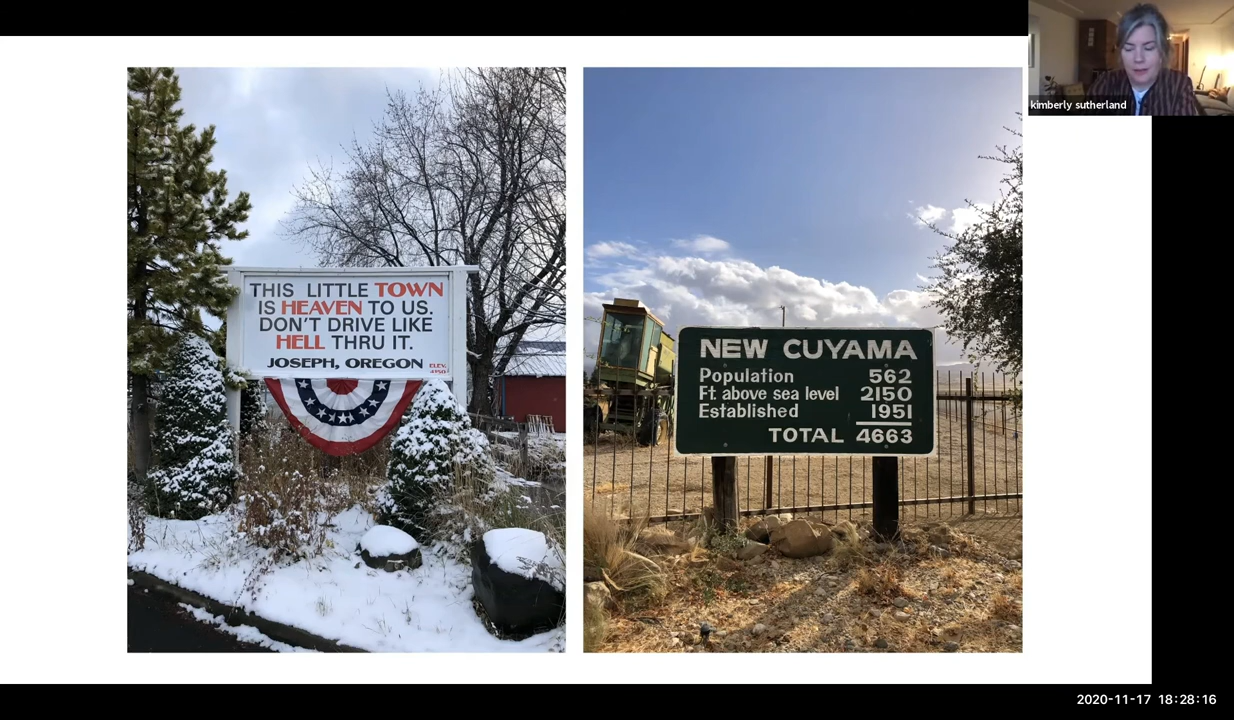 kimberly sutherland
THIS LITTLE TOWN
IS HEAVEN TO US.
DON'T DRIVE LIKE
HELL THRU IT.
JOSEPH, OREGON ELEV.
4150'
NEW CUYAMA
Population 562
Ft. above sea level 2150
Established 1951
TOTAL 4663
2020-11-17 18:28:16